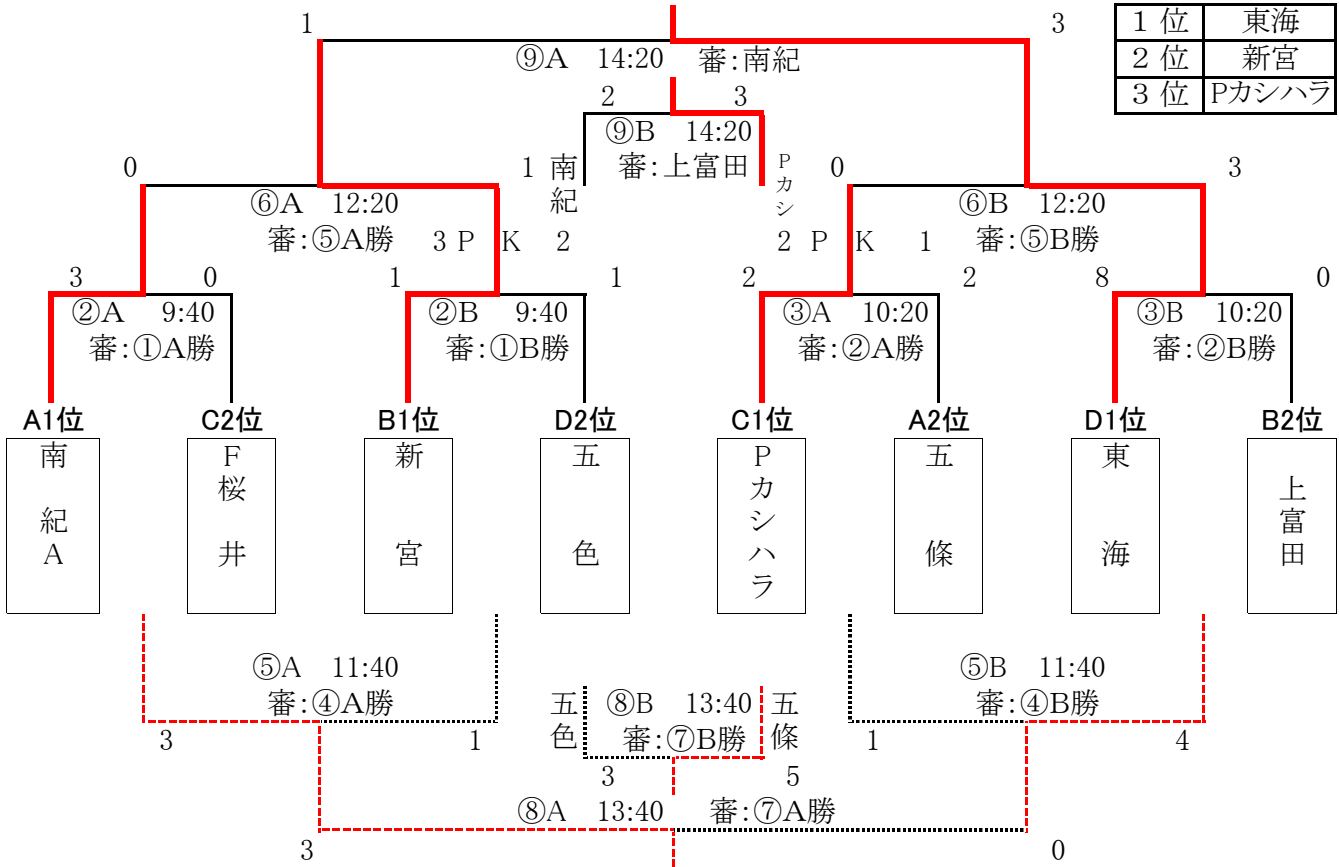 1
3
1位 東海
⑨A 14:20 審:南紀
2位 新宮
3位 Pカシハラ
2 3
⑨B 14:20
審:上富田
南紀
Pカシ
0
1
0
3
⑥A 12:20
審:⑤A勝
3 P K 2
2 P K 1
⑥B 12:20
審:⑤B勝
3 0 1 1 2 2 8 0
②A 9:40
審:①A勝
②B 9:40
審:①B勝
③A 10:20
審:②A勝
③B 10:20
審:②B勝
A1位 C2位 B1位 D2位 C1位 A2位 D1位 B2位
南紀A
F桜井
新宮
五色
Pカシハラ
五條
東海
上富田
⑤A 11:40
審:④A勝
⑤B 11:40
審:④B勝
五色
⑧B 13:40
審:⑦B勝
五條
3 1 1 4
3 5
⑧A 13:40 審:⑦A勝
3 0